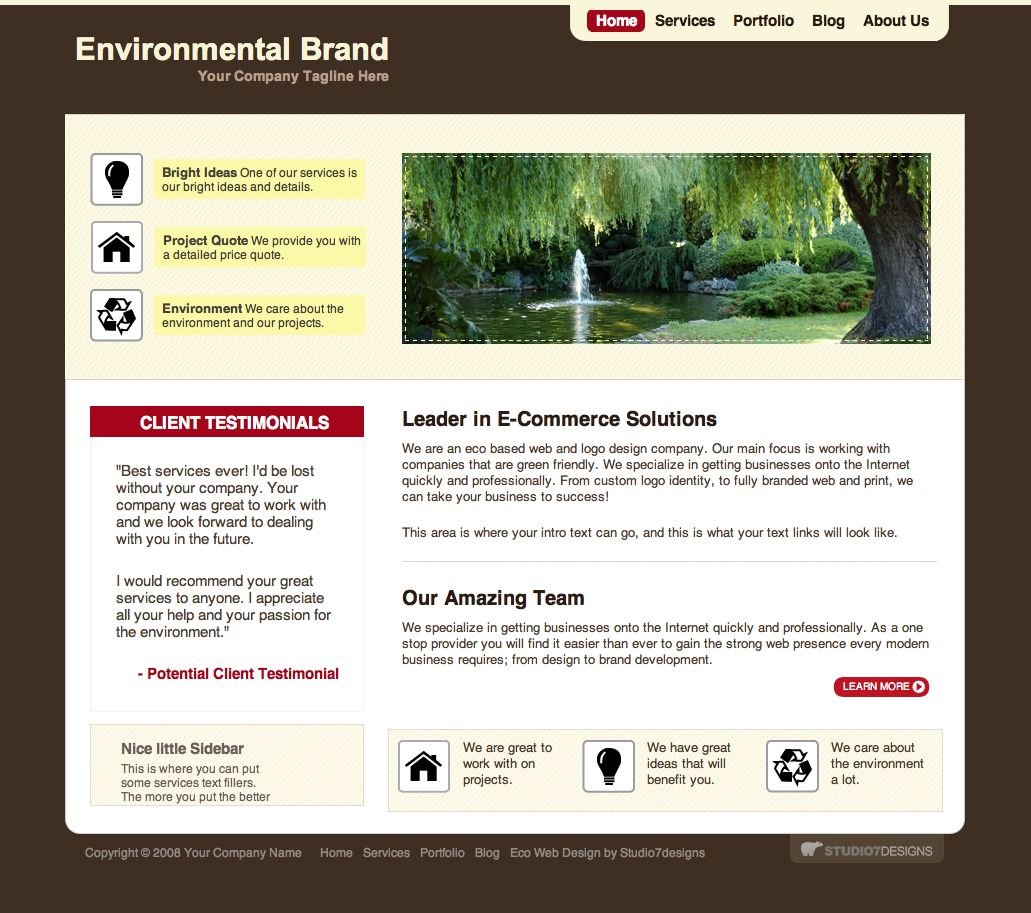 Home Services Portfolio Blog About Us
Environmental Brand
Your Company Tagline Here
Bright Ideas One of our services is
our bright ideas and details.
Project Quote We provide you with
a detailed price quote.
Environment We care about the
environment and our projects.
CLIENT TESTIMONIALS
"Best services ever! I'd be lost
without your company. Your
company was great to work with
and we look forward to dealing
with you in the future.
I would recommend your great
services to anyone. I appreciate
all your help and your passion for
the environment."
- Potential Client Testimonial
Nice little Sidebar
This is where you can put
some services text fillers.
The more you put the better
Leader in E-Commerce Solutions
We are an eco based web and logo design company. Our main focus is working with
companies that are green friendly. We specialize in getting businesses onto the Internet
quickly and professionally. From custom logo identity, to fully branded web and print, we
can take your business to success!
This area is where your intro text can go, and this is what your text links will look like.
Our Amazing Team
We specialize in getting businesses onto the Internet quickly and professionally. As a one
stop provider you will find it easier than ever to gain the strong web presence every modern
business requires; from design to brand development.
LEARN MORE
We are great to
work with on
projects.
We have great
ideas that will
benefit you.
We care about
the environment
a lot.
Copyright © 2008 Your Company Name Home Services Portfolio Blog Eco Web Design by Studio7designs
STUDIO7DESIGNS